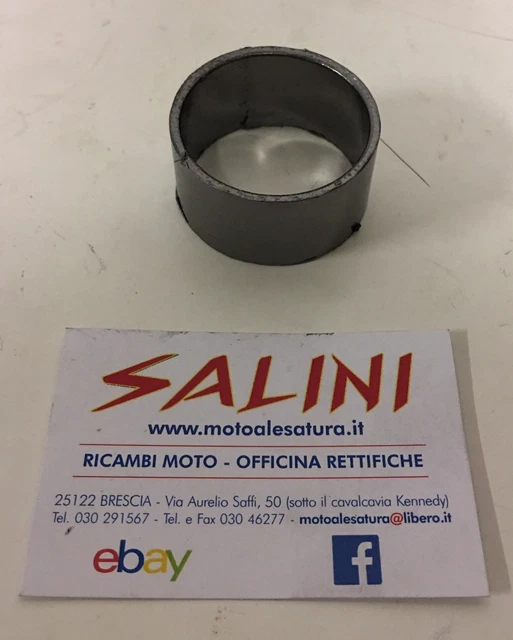 SALINI
www.motoalesatura.it
RICAMBI MOTO - OFFICINA RETTIFICHE
25122 BRESCIA - Via Aurelio Saffi, 50 (sotto il cavalcavia Kennedy)
Tel. 030 291567 - Tel. e Fax 030 46277 - motoalesatura@libero.it
ebay f